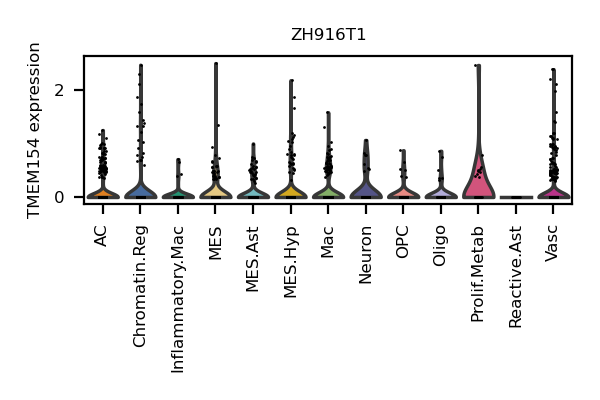 ZH916T1
TMEM154 expression
2
0
AC
Chromatin.Reg
Inflammatory.Mac
MES
MES.Ast
MES.Hyp
Mac
Neuron
OPC
Oligo
Prolif.Metab
Reactive.Ast
Vasc